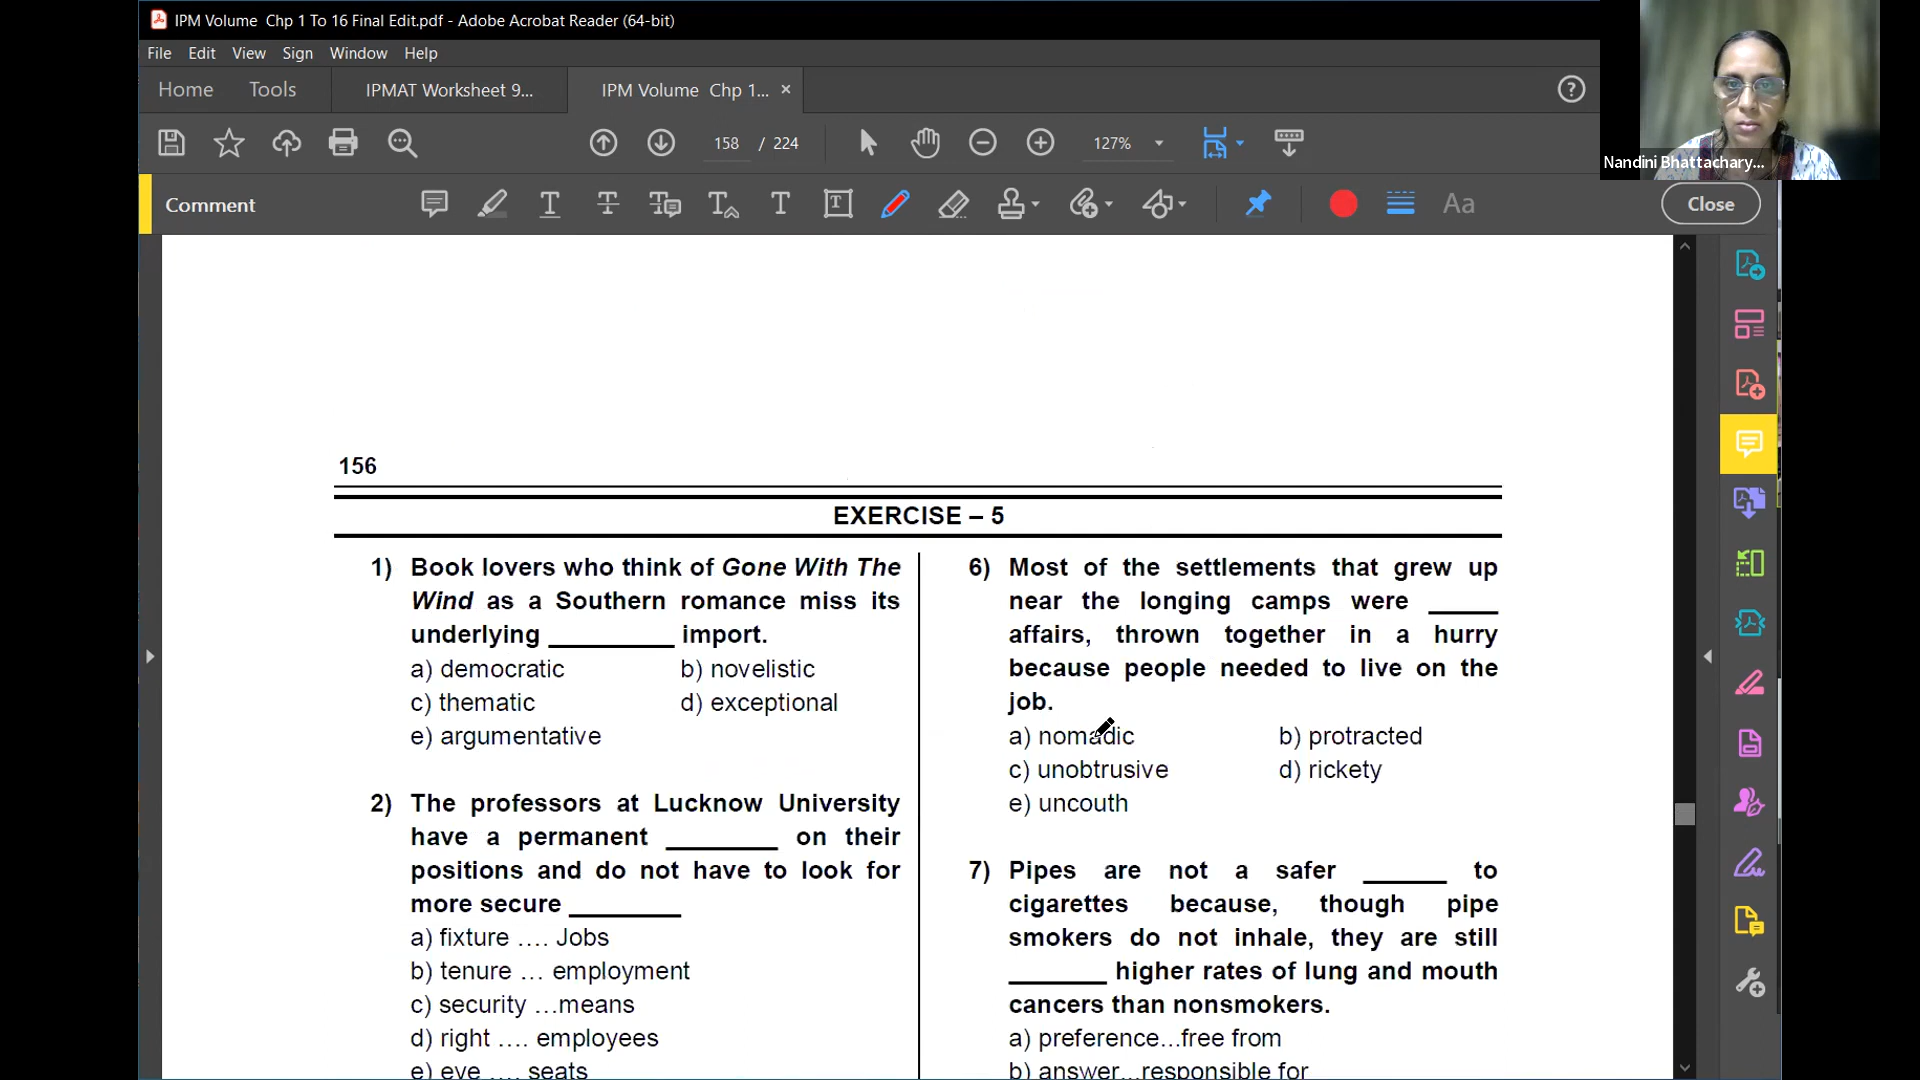 IPM Volume  Chp 1 To 16 Final Edit.pdf - Adobe Acrobat Reader (64-bit)
File Edit View Sign Window Help
Home Tools IPMAT Worksheet 9... IPM Volume  Chp 1... ×
158 / 224 127%
Nandini Bhattachary...
Comment Aa Close
156
EXERCISE – 5
1) Book lovers who think of Gone With The
Wind as a Southern romance miss its
underlying _________ import.
a) democratic b) novelistic
c) thematic d) exceptional
e) argumentative
2) The professors at Lucknow University
have a permanent ________ on their
positions and do not have to look for
more secure ________
a) fixture .... Jobs
b) tenure ... employment
c) security ...means
d) right .... employees
e) eye .... seats
6) Most of the settlements that grew up
near the longing camps were _____
affairs, thrown together in a hurry
because people needed to live on the
job.
a) nomadic b) protracted
c) unobtrusive d) rickety
e) uncouth
7) Pipes are not a safer ______ to
cigarettes because, though pipe
smokers do not inhale, they are still
_______ higher rates of lung and mouth
cancers than nonsmokers.
a) preference...free from
b) answer...responsible for